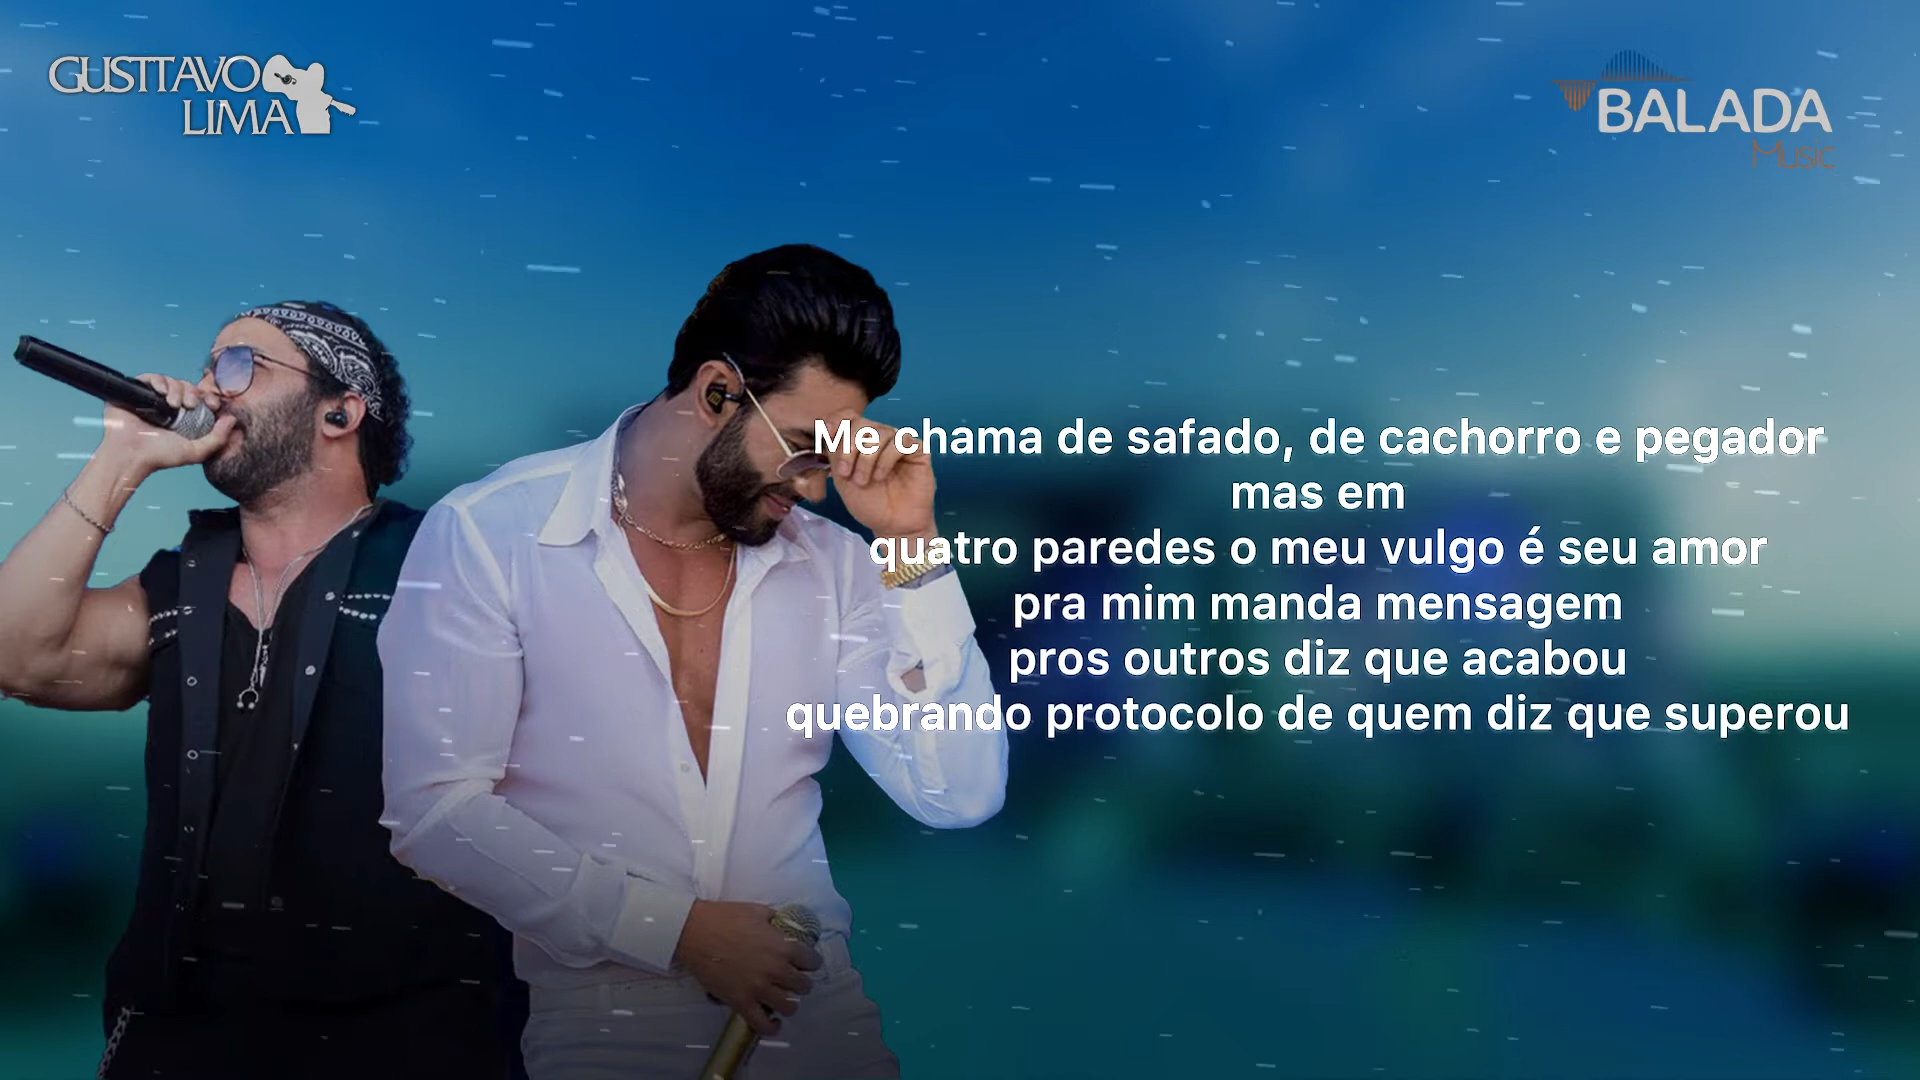 GUSTTAVO
LIMA
BALADA
Music
Me chama de safado, de cachorro e pegador
mas em
quatro paredes o meu vulgo é seu amor
pra mim manda mensagem
pros outros diz que acabou
quebrando protocolo de quem diz que superou